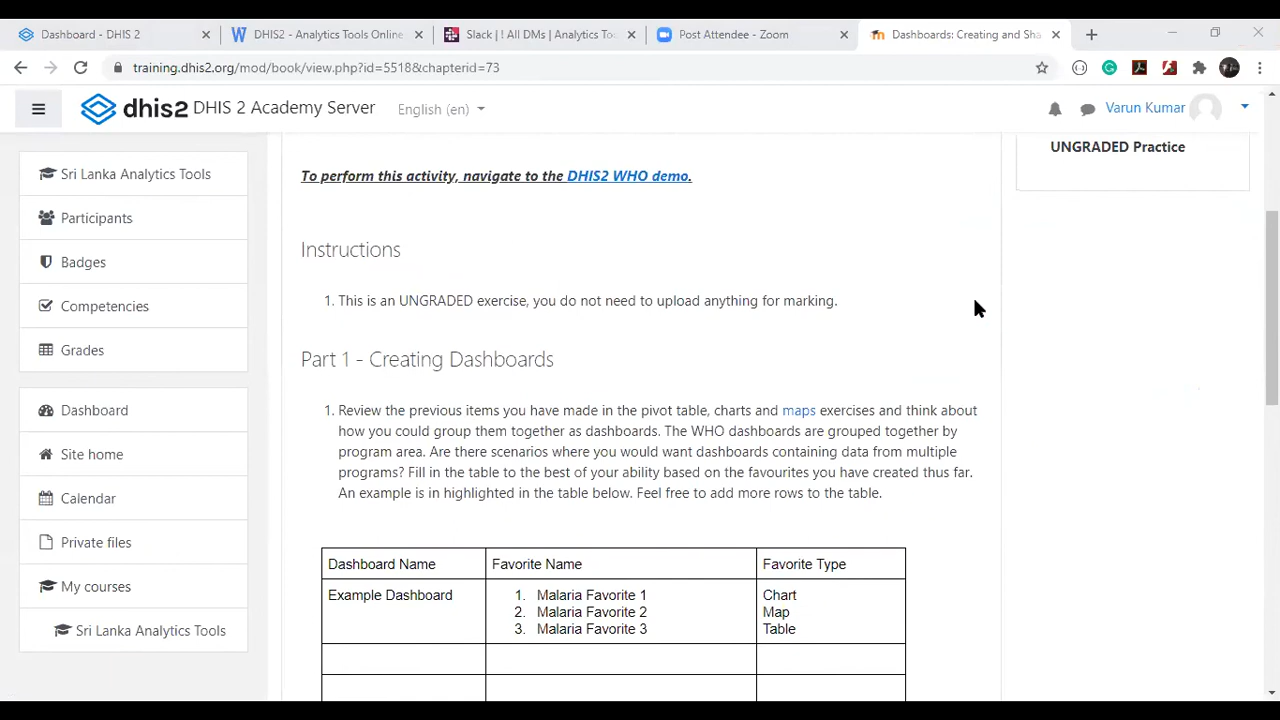 Dashboard - DHIS 2
DHIS2 - Analytics Tools Online
Slack | ! All DMs | Analytics Too
Post Attendee - Zoom
Dashboards: Creating and Sha
training.dhis2.org/mod/book/view.php?id=5518&chapterid=73
dhis2 DHIS 2 Academy Server
English (en)
Varun Kumar
Sri Lanka Analytics Tools
Participants
Badges
Competencies
Grades
Dashboard
Site home
Calendar
Private files
My courses
Sri Lanka Analytics Tools
UNGRADED Practice
To perform this activity, navigate to the DHIS2 WHO demo.
Instructions
1. This is an UNGRADED exercise, you do not need to upload anything for marking.
Part 1 - Creating Dashboards
1. Review the previous items you have made in the pivot table, charts and maps exercises and think about
how you could group them together as dashboards. The WHO dashboards are grouped together by
program area. Are there scenarios where you would want dashboards containing data from multiple
programs? Fill in the table to the best of your ability based on the favourites you have created thus far.
An example is in highlighted in the table below. Feel free to add more rows to the table.
Dashboard Name Favorite Name Favorite Type
Example Dashboard 1. Malaria Favorite 1 Chart
2. Malaria Favorite 2 Map
3. Malaria Favorite 3 Table